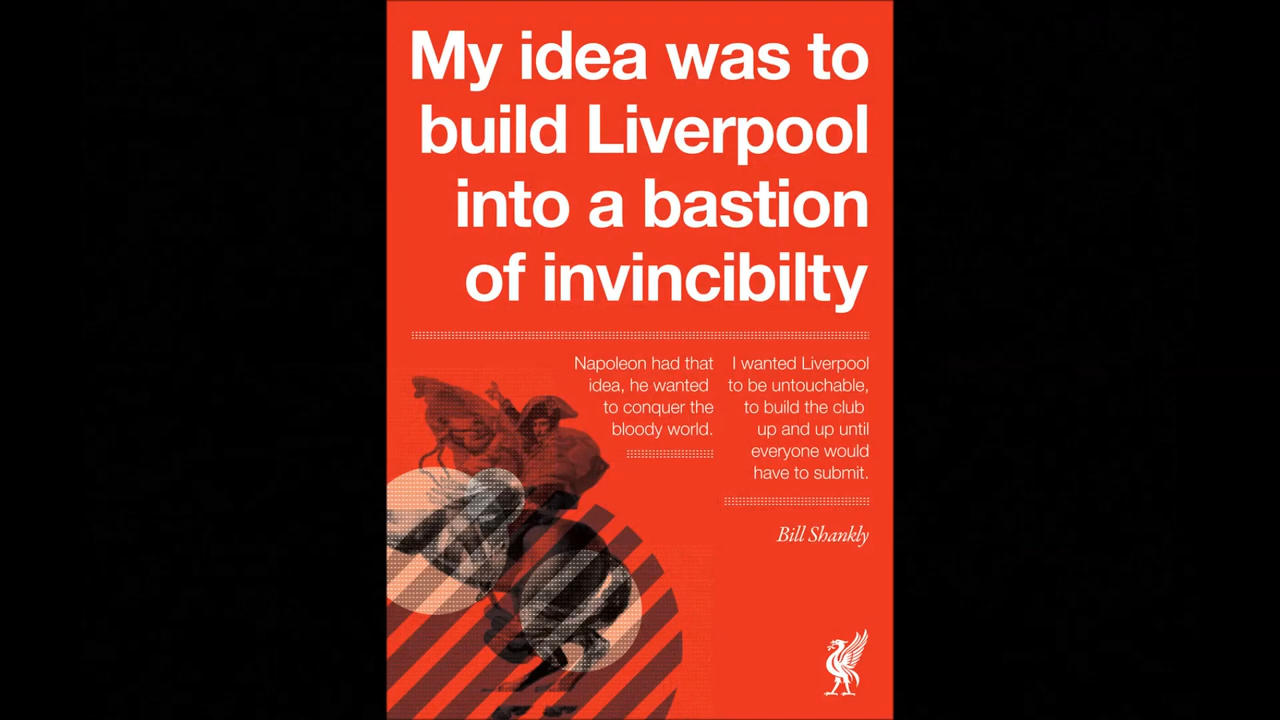 My idea was to
build Liverpool
into a bastion
of invincibilty
Napoleon had that
idea, he wanted
to conquer the
bloody world.
I wanted Liverpool
to be untouchable,
to build the club
up and up until
everyone would
have to submit.
Bill Shankly